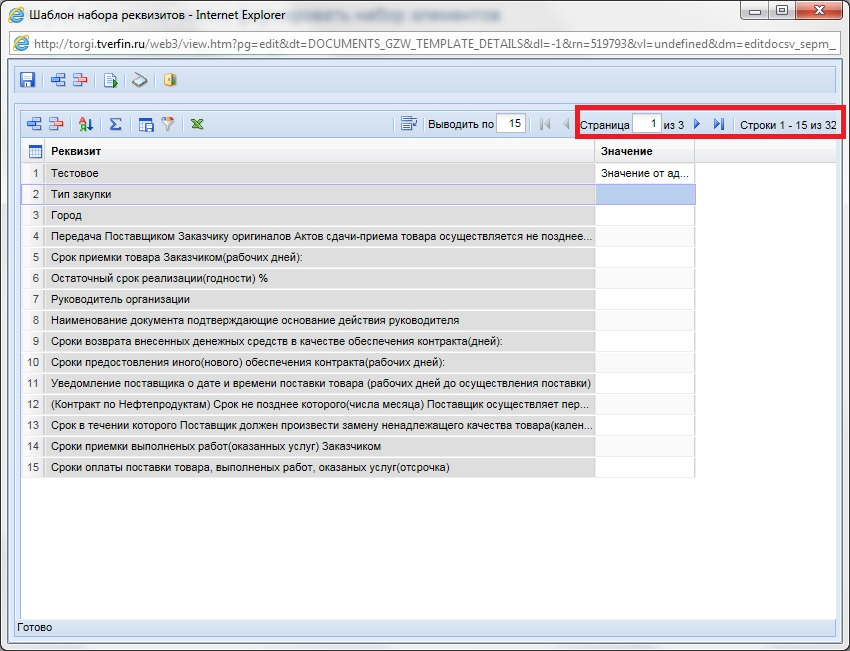 Шаблон набора реквизитов - Internet Explorer
http://torgi.tverfin.ru/web3/view.htm?pg=edit&dt=DOCUMENTS_GZW_TEMPLATE_DETAILS&dl=-1&rn=519793&vl=undefined&dm=editdocsv_sepm_
Выводить по 15 Страница 1 из 3 Строки 1 - 15 из 32
Реквизит Значение
1 Тестовое Значение от ад...
2 Тип закупки
3 Город
4 Передача Поставщиком Заказчику оригиналов Актов сдачи-приема товара осуществляется не позднее...
5 Срок приемки товара Заказчиком(рабочих дней):
6 Остаточный срок реализации(годности) %
7 Руководитель организации
8 Наименование документа подтверждающие основание действия руководителя
9 Сроки возврата внесенных денежных средств в качестве обеспечения контракта(дней):
10 Сроки предостовления иного(нового) обеспечения контракта(рабочих дней):
11 Уведомление поставщика о дате и времени поставки товара (рабочих дней до осуществления поставки)
12 (Контракт по Нефтепродуктам) Срок не позднее которого(числа месяца) Поставщик осуществляет пер...
13 Срок в течении которого Поставщик должен произвести замену ненадлежащего качества товара(кален...
14 Сроки приемки выполненых работ(оказанных услуг) Заказчиком
15 Сроки оплаты поставки товара, выполненых работ, оказаных услуг(отсрочка)
Готово